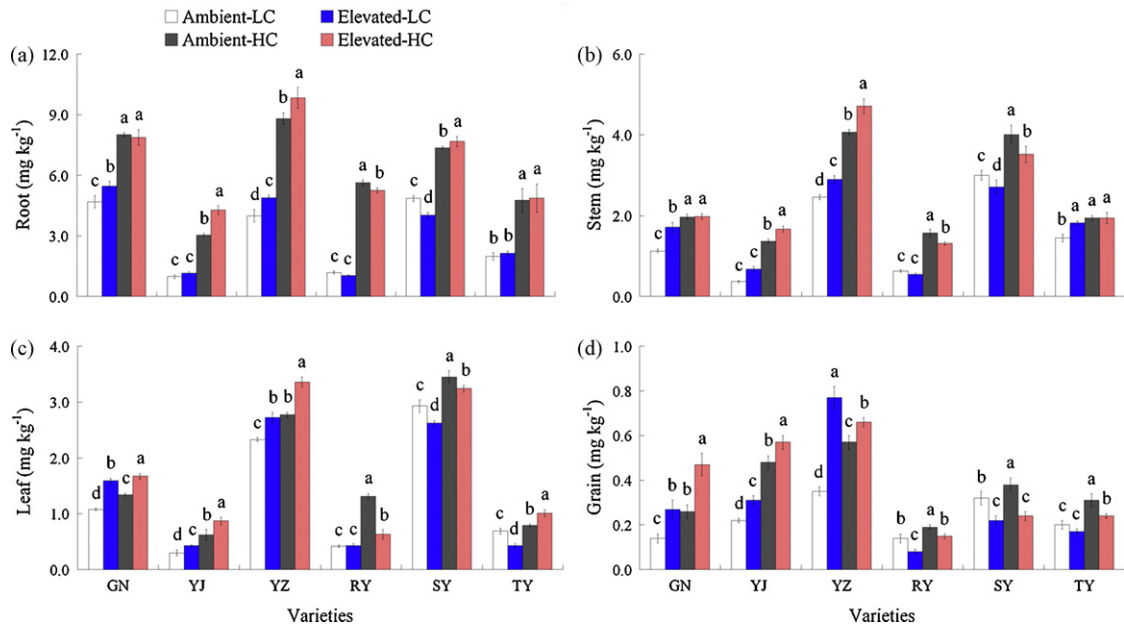 Ambient-LC Elevated-LC
Ambient-HC Elevated-HC
(a)
12.0
9.0
6.0
3.0
0.0
Root (mg kg⁻¹)
c b a a
c c b a
d c b a
c c a b
c d b a
b b a a
(b)
6.0
4.0
2.0
0.0
Stem (mg kg⁻¹)
c b a a
c c b a
d c b a
c c a b
c c a b
b a a a
(c)
4.0
3.0
2.0
1.0
0.0
Leaf (mg kg⁻¹)
d b c a
d c b a
c b b a
c c a b
c d a b
c d b a
GN YJ YZ RY SY TY
Varieties
(d)
1.0
0.8
0.6
0.4
0.2
0.0
Grain (mg kg⁻¹)
c b b a
d c b a
d a c b
b c a b
b c a c
c c a b
GN YJ YZ RY SY TY
Varieties